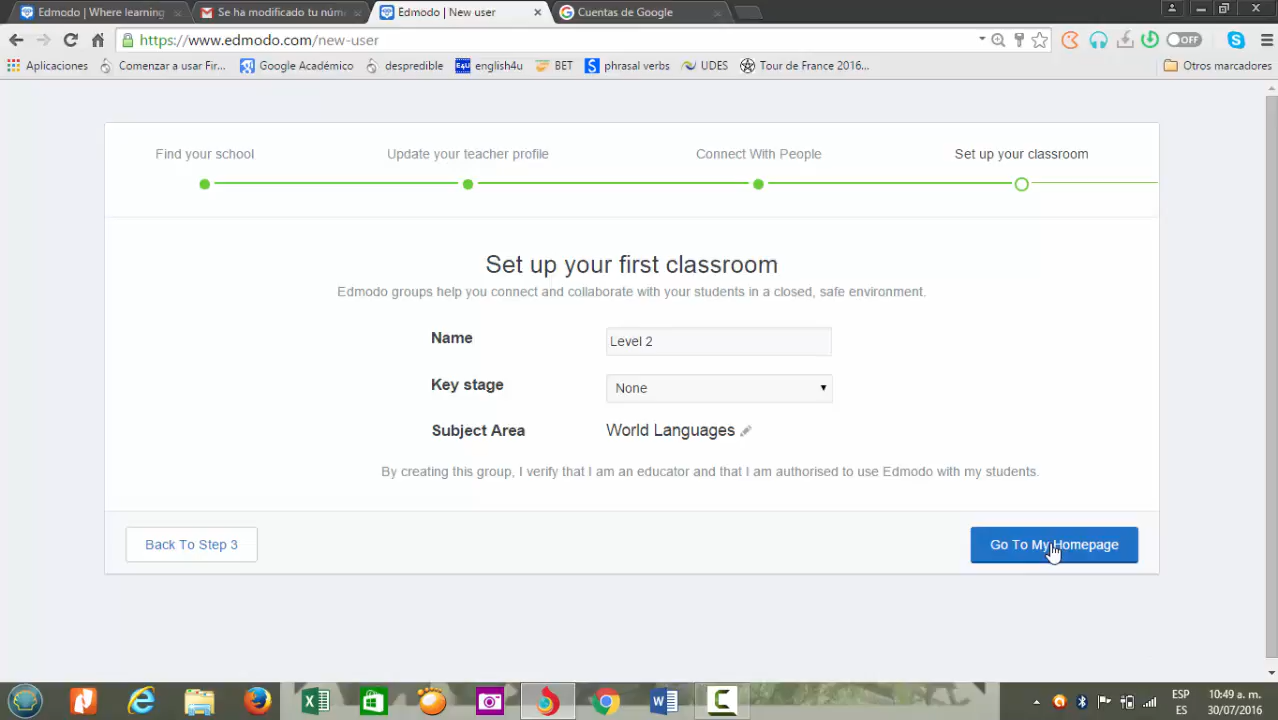 Edmodo | Where learning
Se ha modificado tu núm
Edmodo | New user
Cuentas de Google
https://www.edmodo.com/new-user
OFF
Aplicaciones
Comenzar a usar Fir...
Google Académico
despredible
E4U
english4u
BET
phrasal verbs
UDES
Tour de France 2016...
Otros marcadores
Find your school
Update your teacher profile
Connect With People
Set up your classroom
Set up your first classroom
Edmodo groups help you connect and collaborate with your students in a closed, safe environment.
Name
Level 2
Key stage
None
Subject Area
World Languages
By creating this group, I verify that I am an educator and that I am authorised to use Edmodo with my students.
Back To Step 3
Go To My Homepage
ESP
ES
10:49 a. m.
30/07/2016